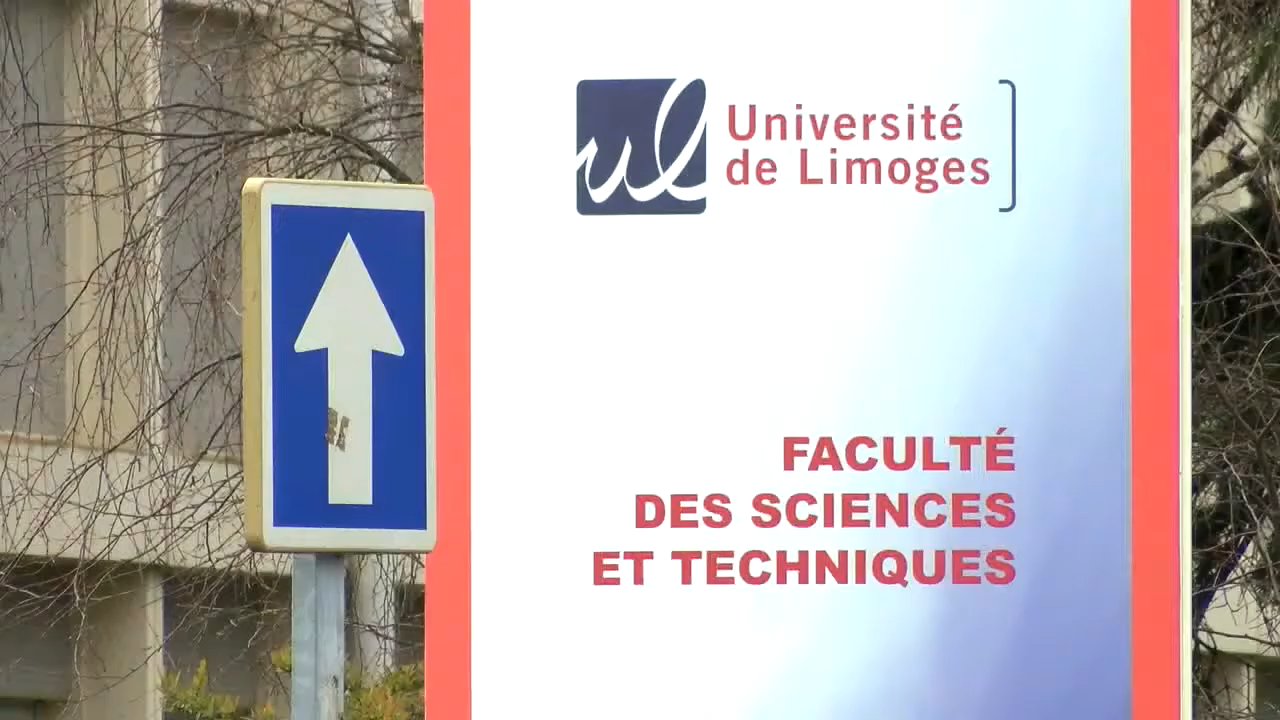 ul
Université
de Limoges
FACULTÉ
DES SCIENCES
ET TECHNIQUES